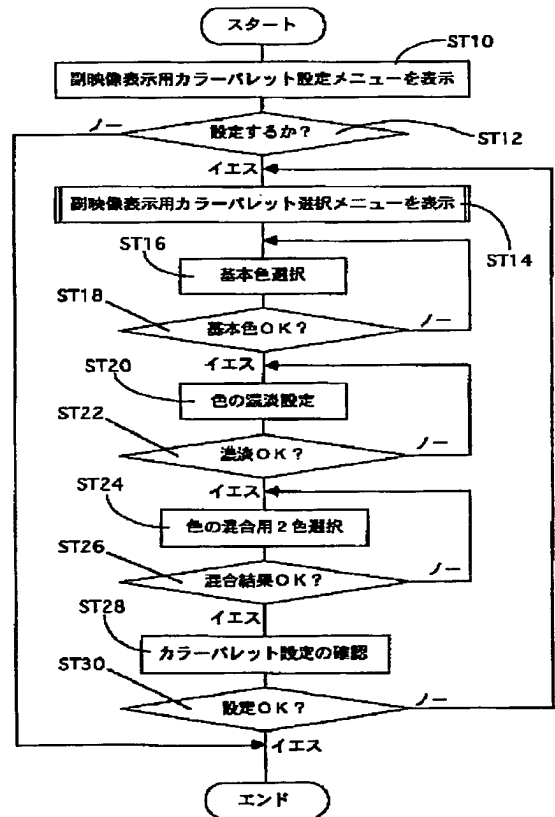 スタート
ST10
副映像表示用カラーパレット設定メニューを表示
ノー
設定するか?
ST12
イエス
副映像表示用カラーパレット選択メニューを表示
ST14
ST16
基本色選択
ST18
基本色OK?
ノー
イエス
ST20
色の濃淡設定
ST22
濃淡OK?
ノー
イエス
ST24
色の混合用2色選択
ST26
混合結果OK?
ノー
イエス
ST28
カラーパレット設定の確認
ST30
設定OK?
ノー
イエス
エンド